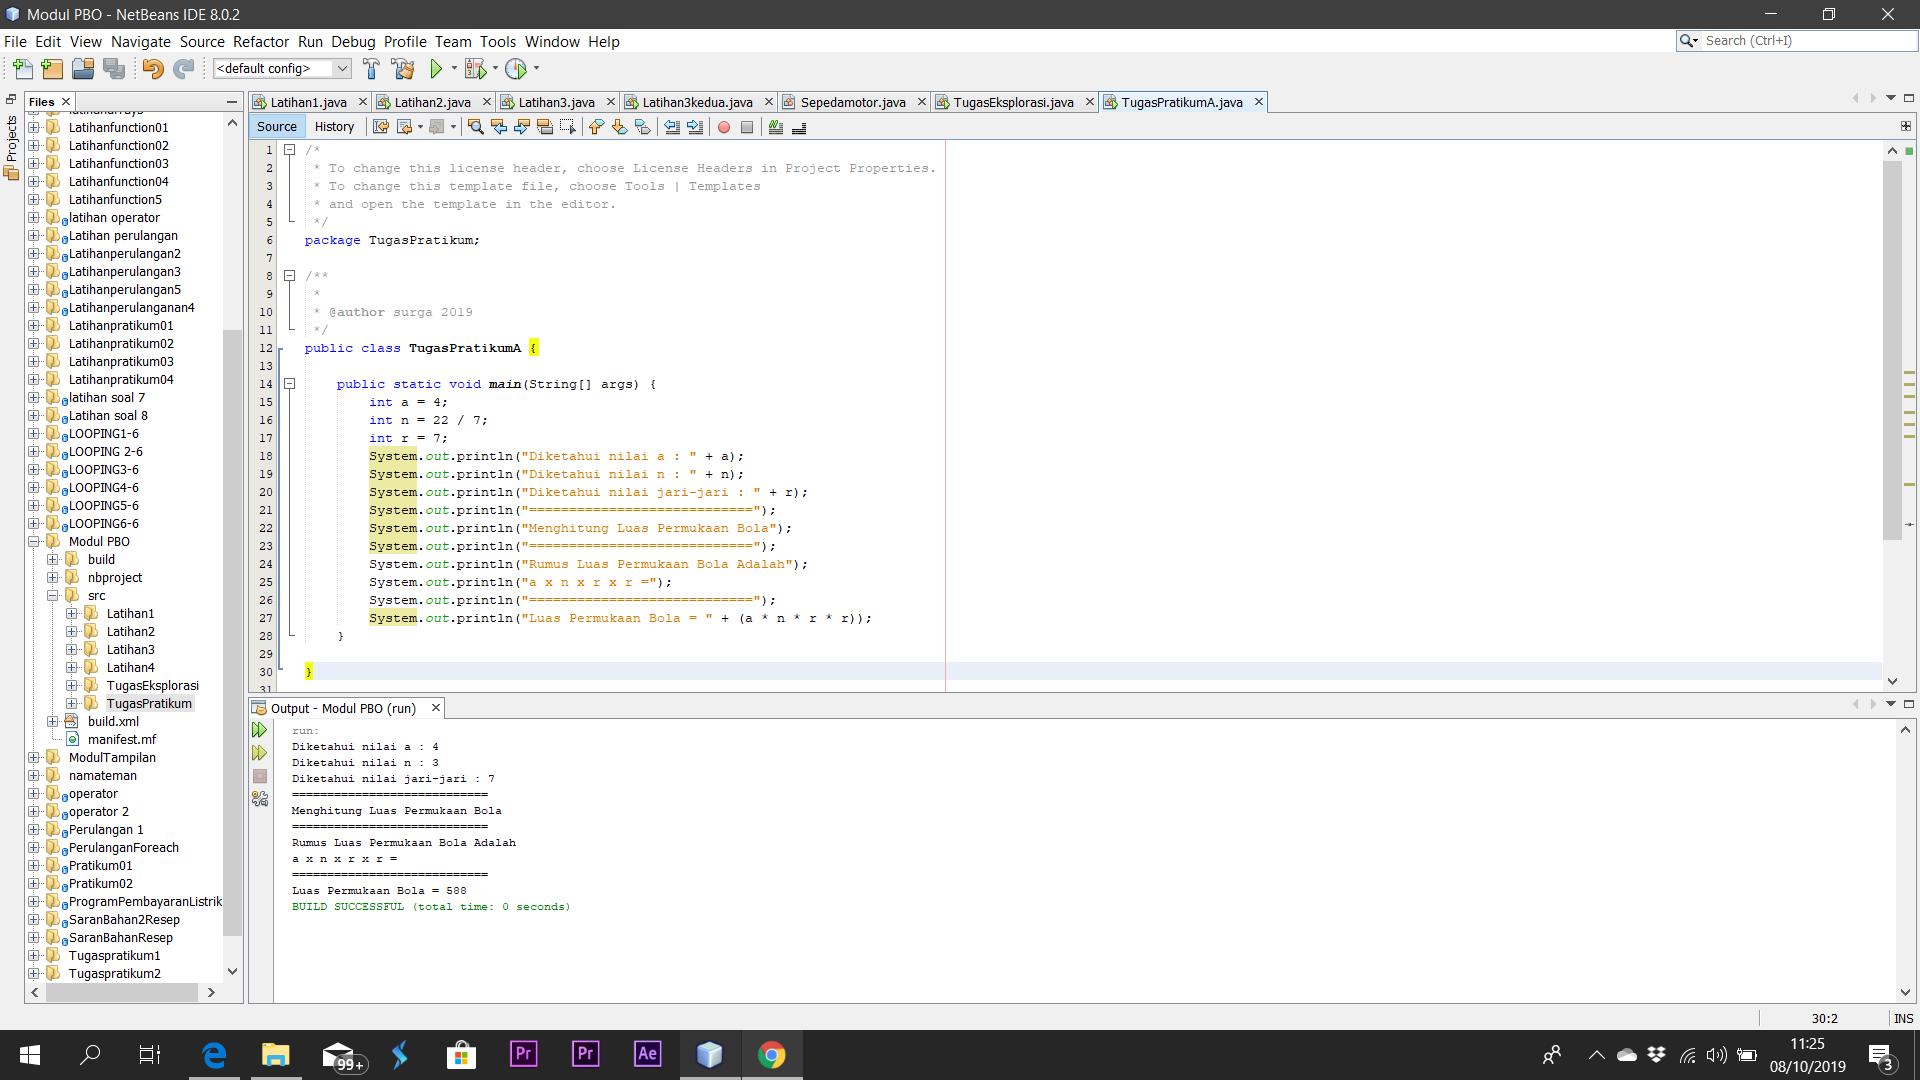 Modul PBO - NetBeans IDE 8.0.2
File Edit View Navigate Source Refactor Run Debug Profile Team Tools Window Help
Search (Ctrl+I)
<default config>
Files
Projects
Latihanfunction01
Latihanfunction02
Latihanfunction03
Latihanfunction04
Latihanfunction5
latihan operator
Latihan perulangan
Latihanperulangan2
Latihanperulangan3
Latihanperulangan5
Latihanperulanganan4
Latihanpratikum01
Latihanpratikum02
Latihanpratikum03
Latihanpratikum04
latihan soal 7
Latihan soal 8
LOOPING1-6
LOOPING 2-6
LOOPING3-6
LOOPING4-6
LOOPING5-6
LOOPING6-6
Modul PBO
build
nbproject
src
Latihan1
Latihan2
Latihan3
Latihan4
TugasEksplorasi
TugasPratikum
build.xml
manifest.mf
ModulTampilan
namateman
operator
operator 2
Perulangan 1
PerulanganForeach
Pratikum01
Pratikum02
ProgramPembayaranListrik
SaranBahan2Resep
SaranBahanResep
Tugaspratikum1
Tugaspratikum2
Latihan1.java Latihan2.java Latihan3.java Latihan3kedua.java Sepedamotor.java TugasEksplorasi.java TugasPratikumA.java
Source History
1 /*
2 * To change this license header, choose License Headers in Project Properties.
3 * To change this template file, choose Tools | Templates
4 * and open the template in the editor.
5 */
6 package TugasPratikum;
7
8 /**
9 *
10 * @author surga 2019
11 */
12 public class TugasPratikumA {
13
14 public static void main(String[] args) {
15 int a = 4;
16 int n = 22 / 7;
17 int r = 7;
18 System.out.println("Diketahui nilai a : " + a);
19 System.out.println("Diketahui nilai n : " + n);
20 System.out.println("Diketahui nilai jari-jari : " + r);
21 System.out.println("============================");
22 System.out.println("Menghitung Luas Permukaan Bola");
23 System.out.println("============================");
24 System.out.println("Rumus Luas Permukaan Bola Adalah");
25 System.out.println("a x n x r x r =");
26 System.out.println("============================");
27 System.out.println("Luas Permukaan Bola = " + (a * n * r * r));
28 }
29
30 }
31
Output - Modul PBO (run)
run:
Diketahui nilai a : 4
Diketahui nilai n : 3
Diketahui nilai jari-jari : 7
============================
Menghitung Luas Permukaan Bola
============================
Rumus Luas Permukaan Bola Adalah
a x n x r x r =
============================
Luas Permukaan Bola = 588
BUILD SUCCESSFUL (total time: 0 seconds)
30:2 INS
99+
Pr
Pr
Ae
11:25
08/10/2019
3